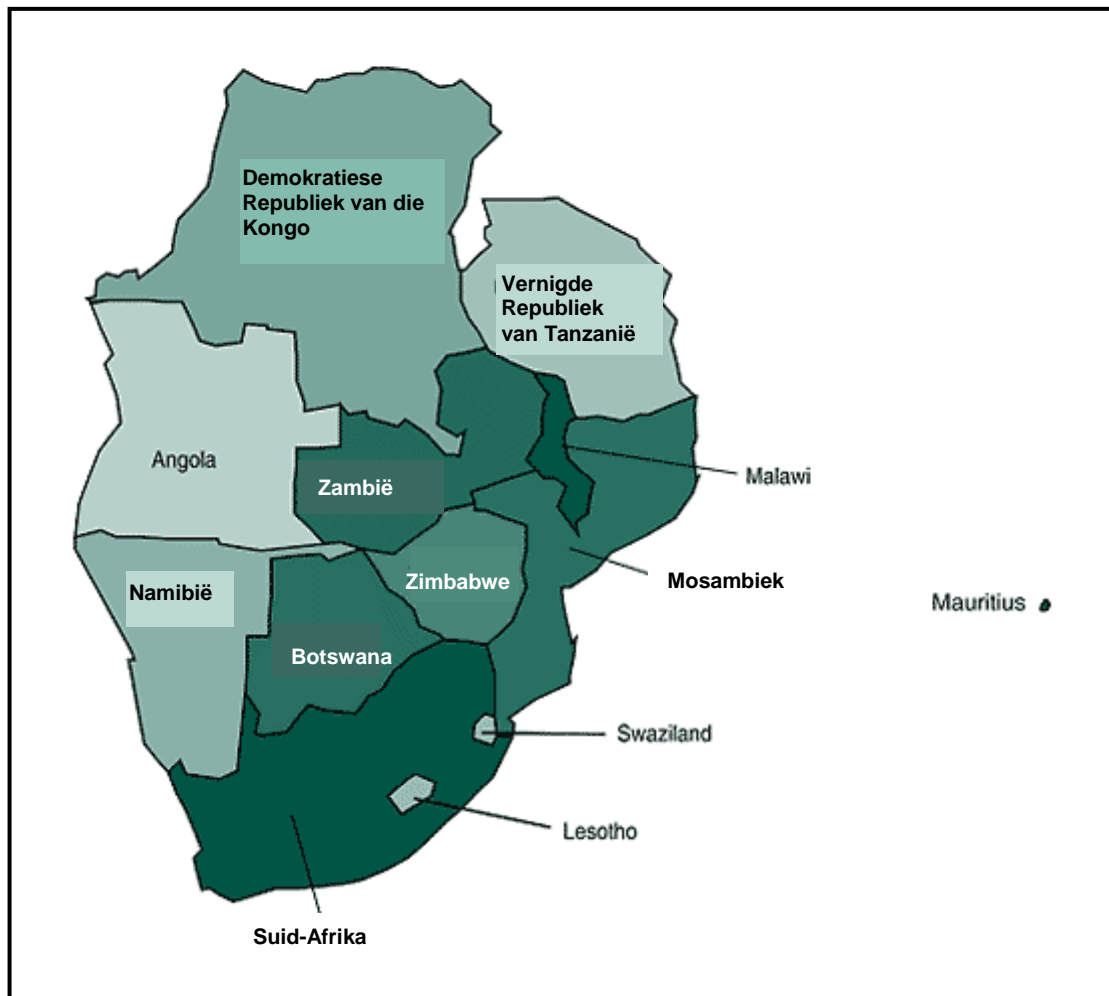 Demokratiese
Republiek van die
Kongo
Vernigde
Republiek
van Tanzanië
Angola
Zambië
Malawi
Namibië
Zimbabwe
Mosambiek
Mauritius
Botswana
Swaziland
Lesotho
Suid-Afrika